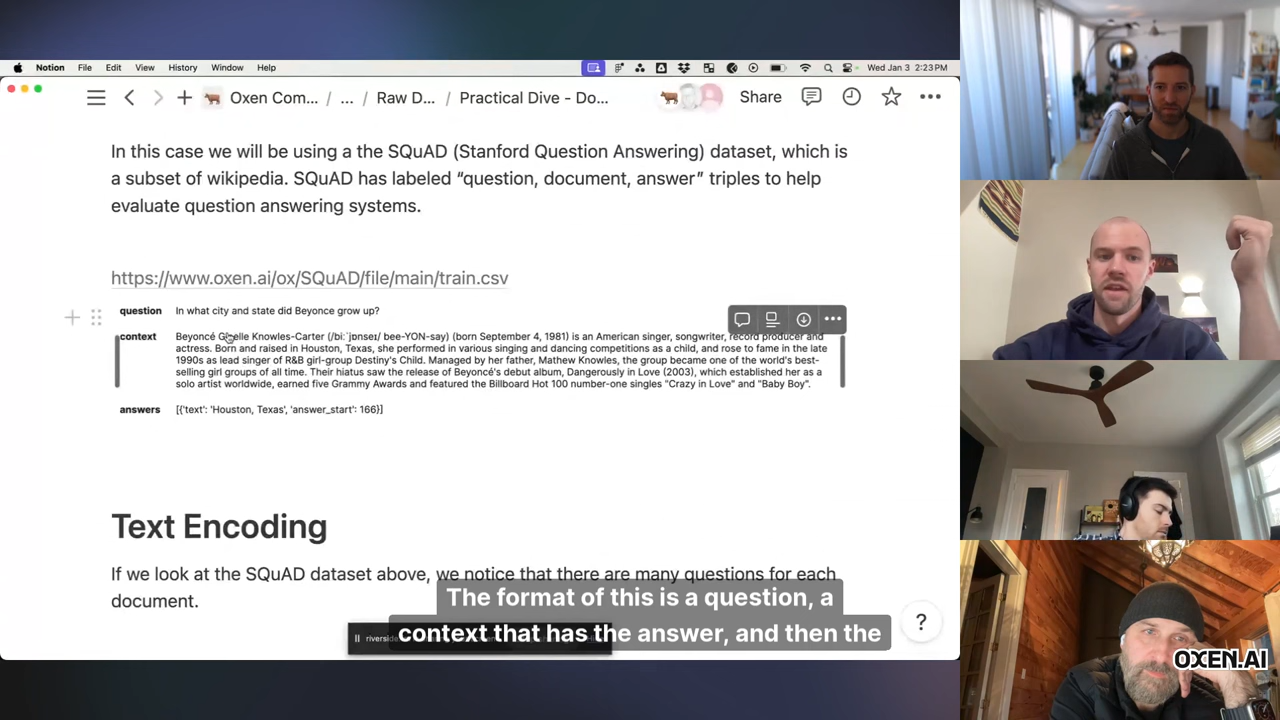 Notion File Edit View History Window Help Wed Jan 3 2:23 PM
Oxen Com... / ... / Raw D... / Practical Dive - Do... Share
In this case we will be using a the SQuAD (Stanford Question Answering) dataset, which is
a subset of wikipedia. SQuAD has labeled “question, document, answer” triples to help
evaluate question answering systems.
https://www.oxen.ai/ox/SQuAD/file/main/train.csv
question In what city and state did Beyonce grow up?
context Beyoncé Giselle Knowles-Carter (/biːˈjɒnseɪ/ bee-YON-say) (born September 4, 1981) is an American singer, songwriter, record producer and
actress. Born and raised in Houston, Texas, she performed in various singing and dancing competitions as a child, and rose to fame in the late
1990s as lead singer of R&B girl-group Destiny's Child. Managed by her father, Mathew Knowles, the group became one of the world's best-
selling girl groups of all time. Their hiatus saw the release of Beyoncé's debut album, Dangerously in Love (2003), which established her as a
solo artist worldwide, earned five Grammy Awards and featured the Billboard Hot 100 number-one singles "Crazy in Love" and "Baby Boy".
answers [{'text': 'Houston, Texas', 'answer_start': 166}]
Text Encoding
If we look at the SQuAD dataset above, we notice that there are many questions for each
document.
The format of this is a question, a
context that has the answer, and then the
?
OXEN.AI